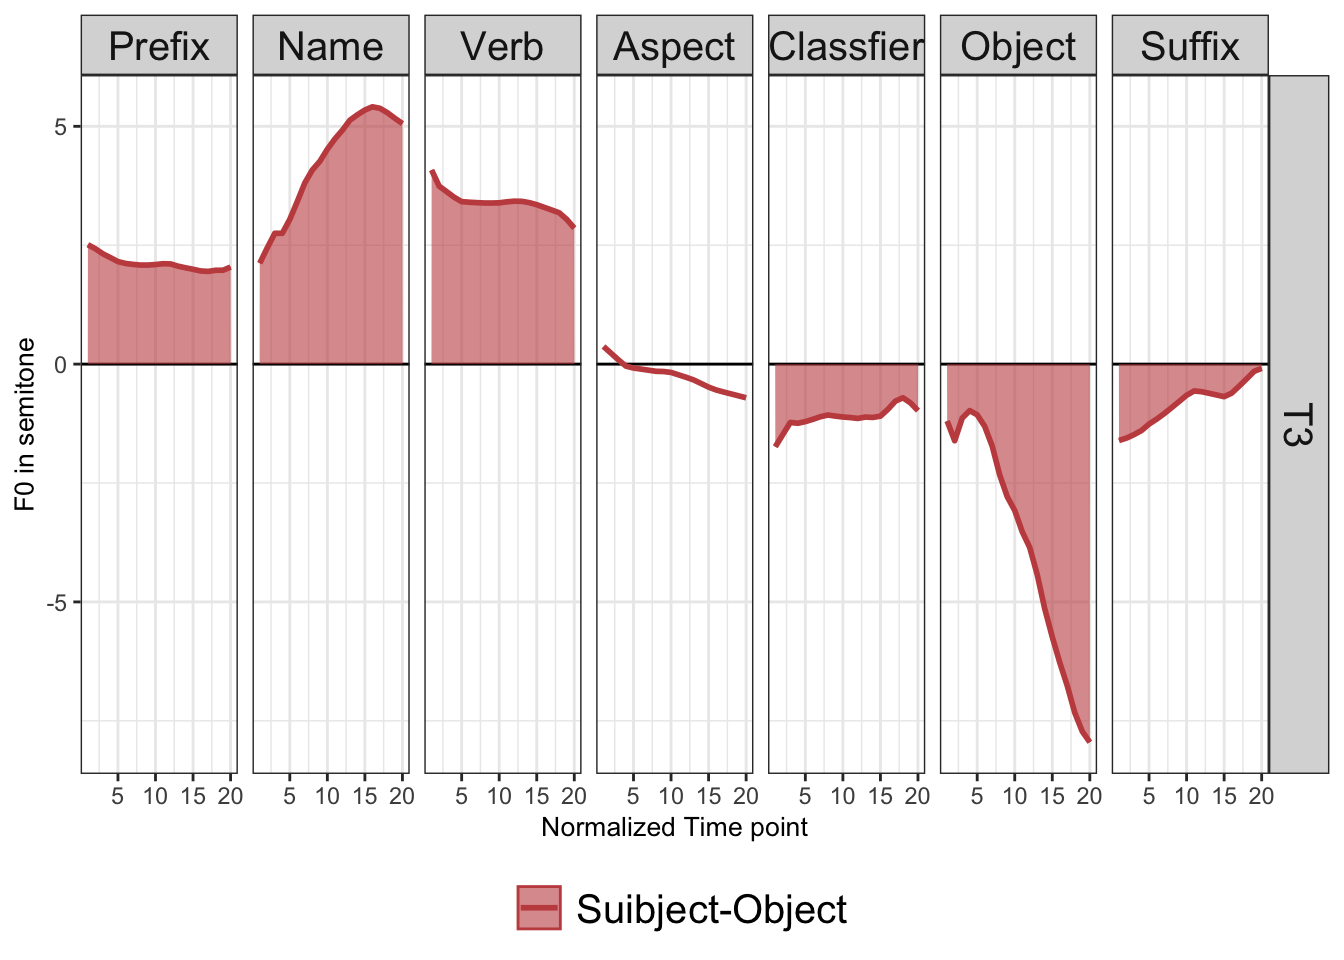 Prefix Name Verb Aspect Classfier Object Suffix
T3
5
0
-5
F0 in semitone
5 10 15 20 5 10 15 20 5 10 15 20 5 10 15 20 5 10 15 20 5 10 15 20 5 10 15 20
Normalized Time point
Suibject-Object